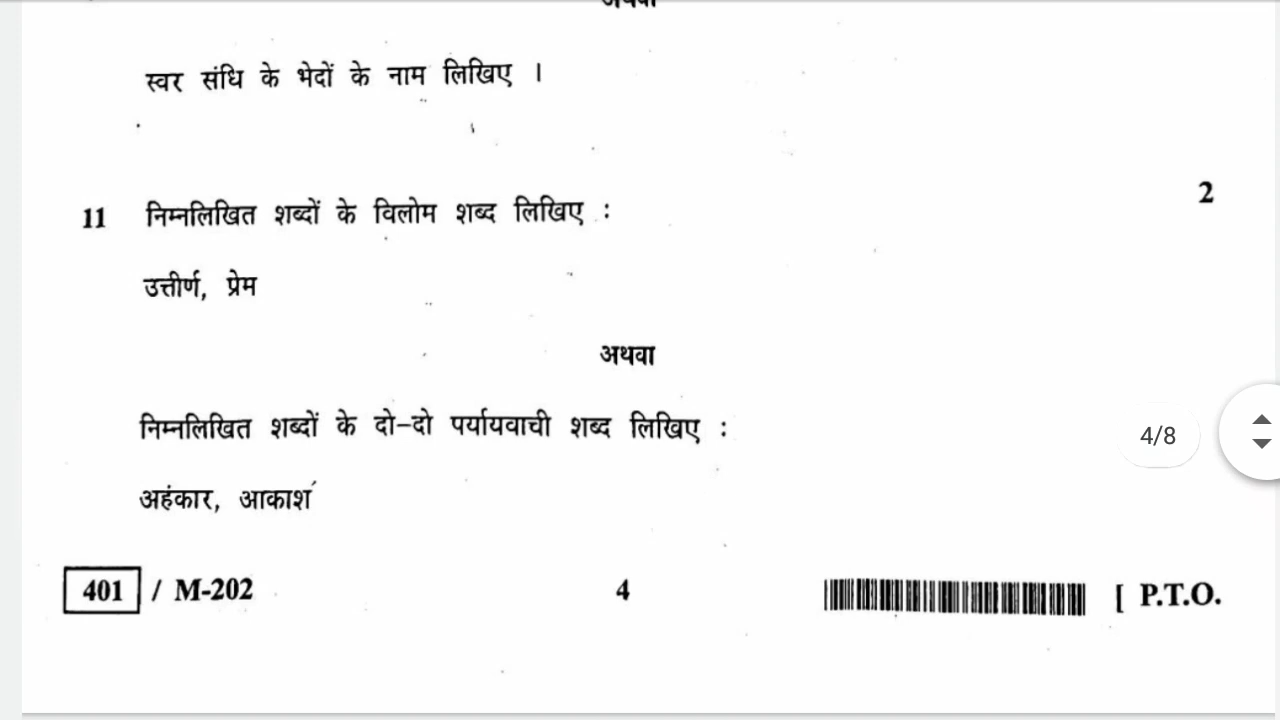 अथवा
स्वर संधि के भेदों के नाम लिखिए ।
2
11 निम्नलिखित शब्दों के विलोम शब्द लिखिए :
उत्तीर्ण, प्रेम
अथवा
निम्नलिखित शब्दों के दो-दो पर्यायवाची शब्द लिखिए :
4/8
अहंकार, आकाश
401 / M-202 4 [ P.T.O.